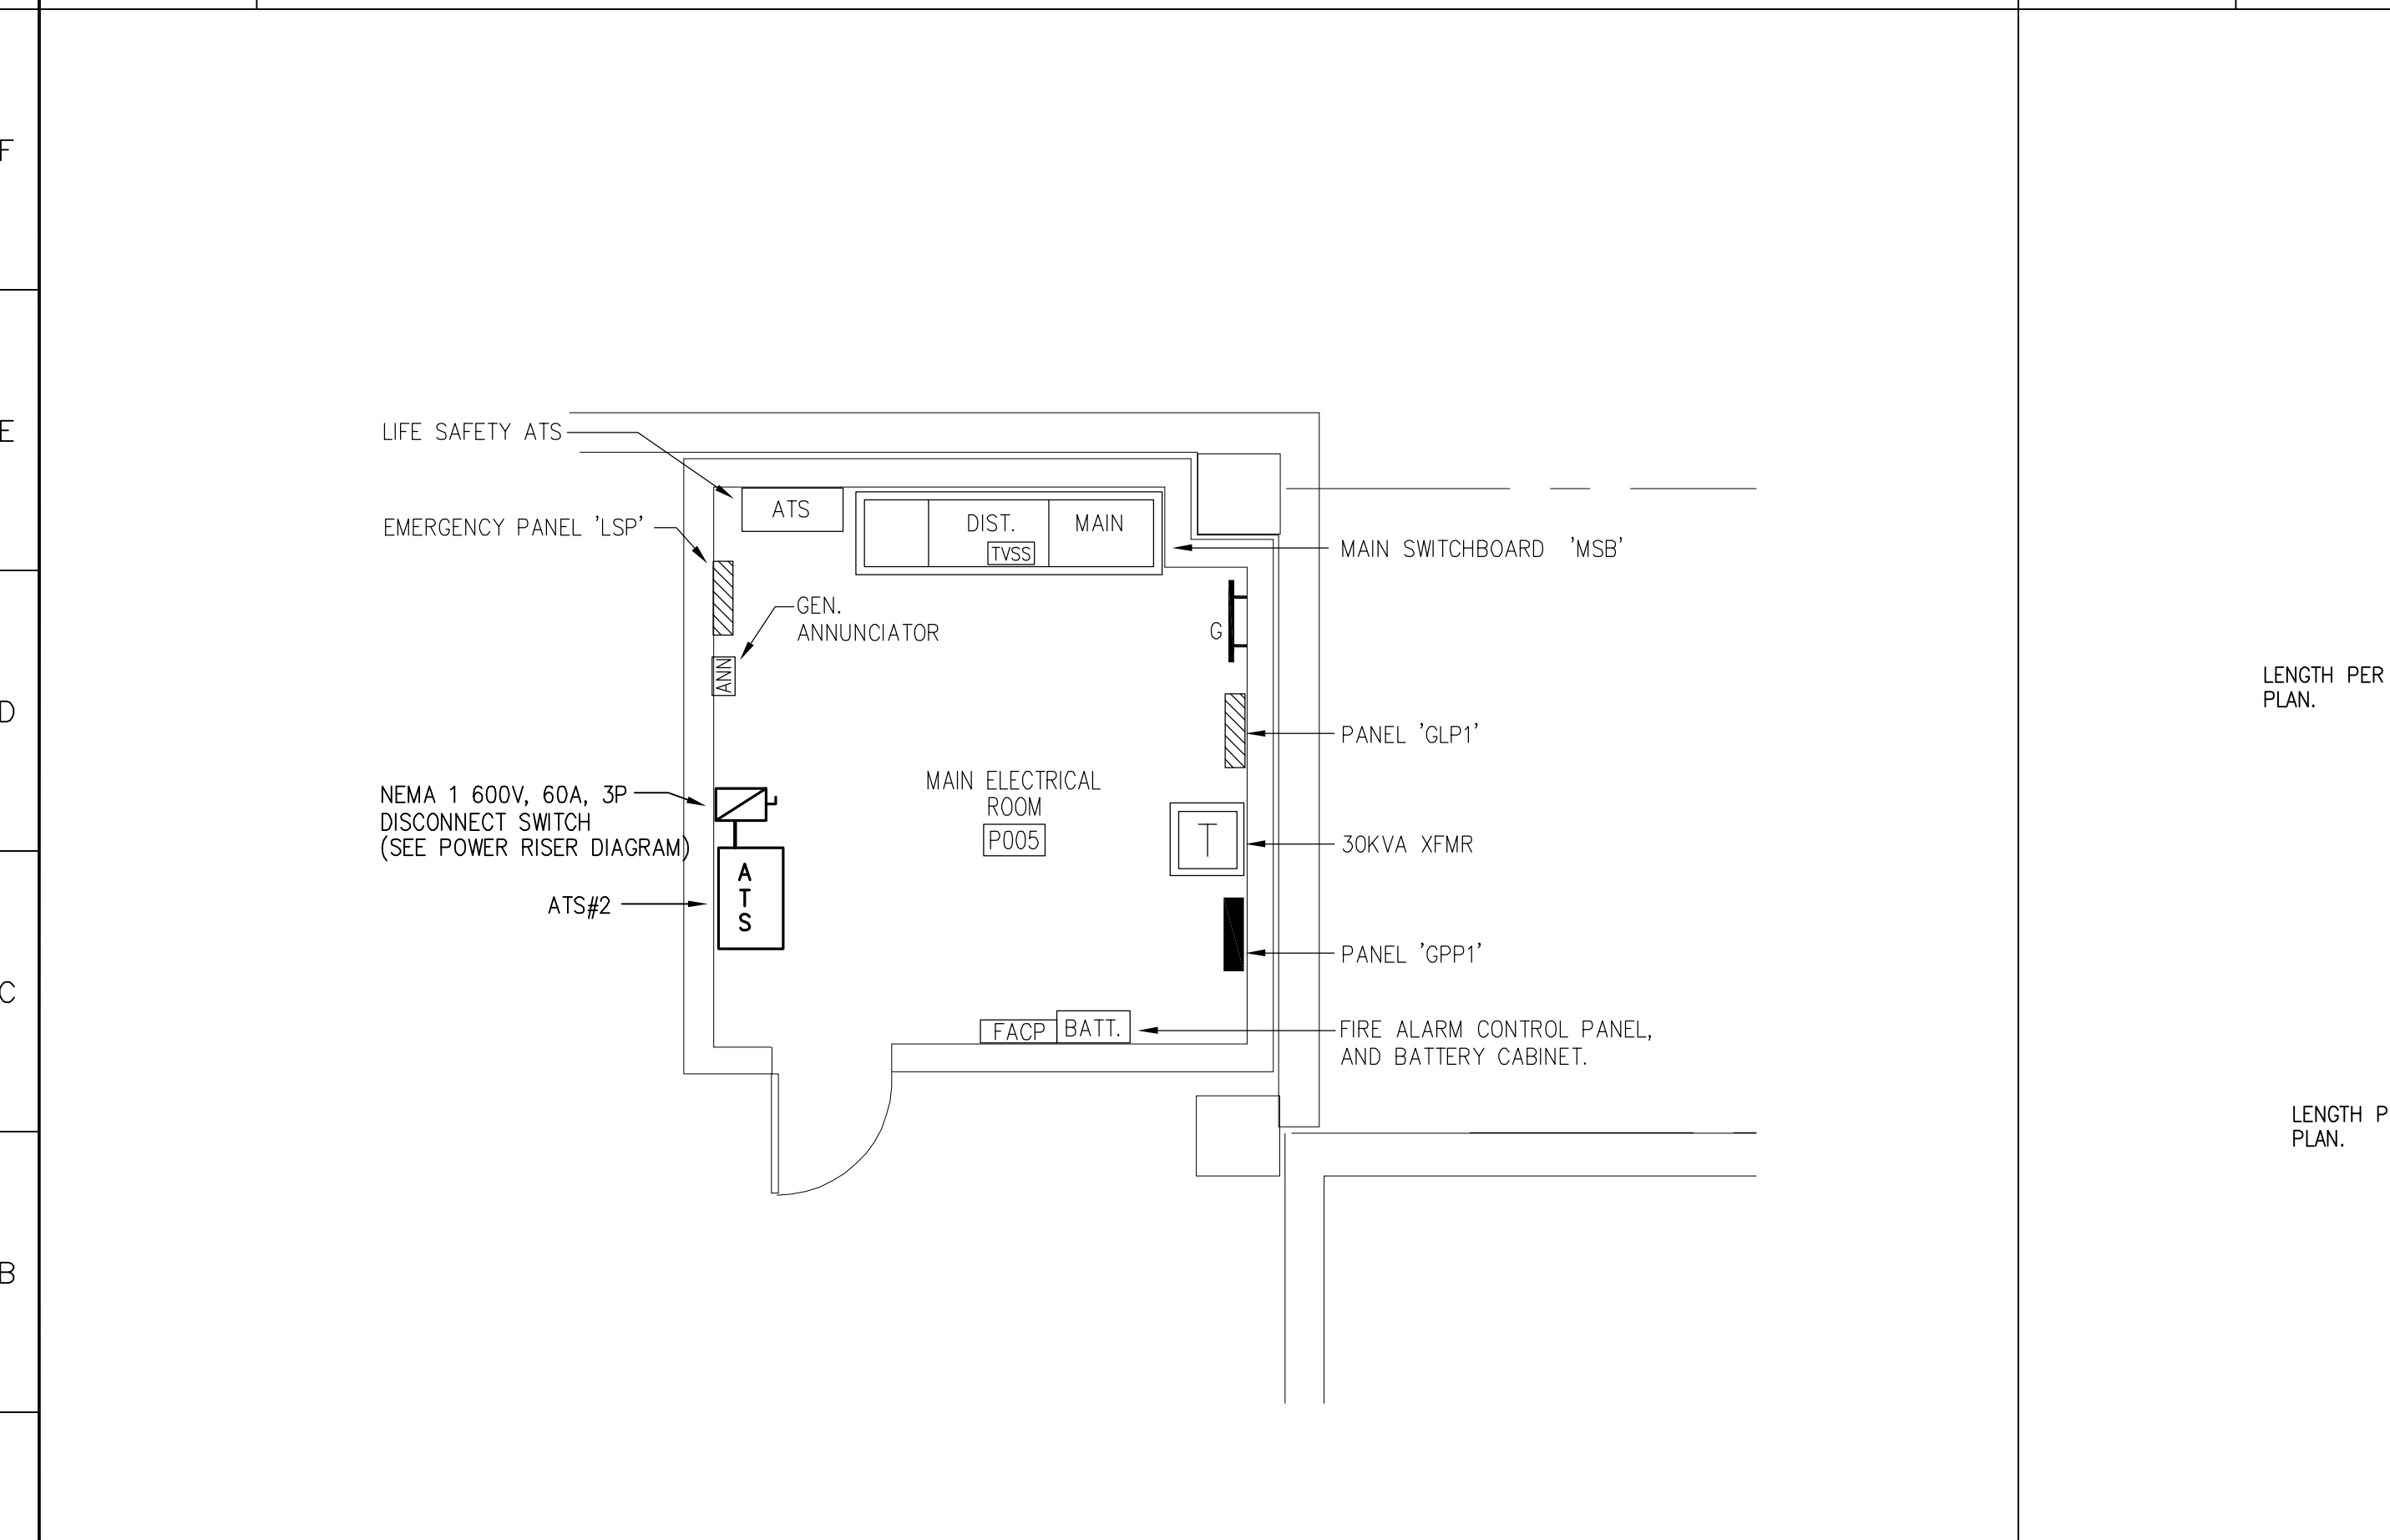 F
E
D
C
B
LIFE SAFETY ATS
EMERGENCY PANEL 'LSP'
ATS
DIST.
MAIN
TVSS
MAIN SWITCHBOARD 'MSB'
GEN.
ANNUNCIATOR
G
ANN
PANEL 'GLP1'
NEMA 1 600V, 60A, 3P
DISCONNECT SWITCH
(SEE POWER RISER DIAGRAM)
MAIN ELECTRICAL
ROOM
P005
T
30KVA XFMR
A
T
S
ATS#2
PANEL 'GPP1'
FACP
BATT.
FIRE ALARM CONTROL PANEL,
AND BATTERY CABINET.
LENGTH PER
PLAN.
LENGTH P
PLAN.